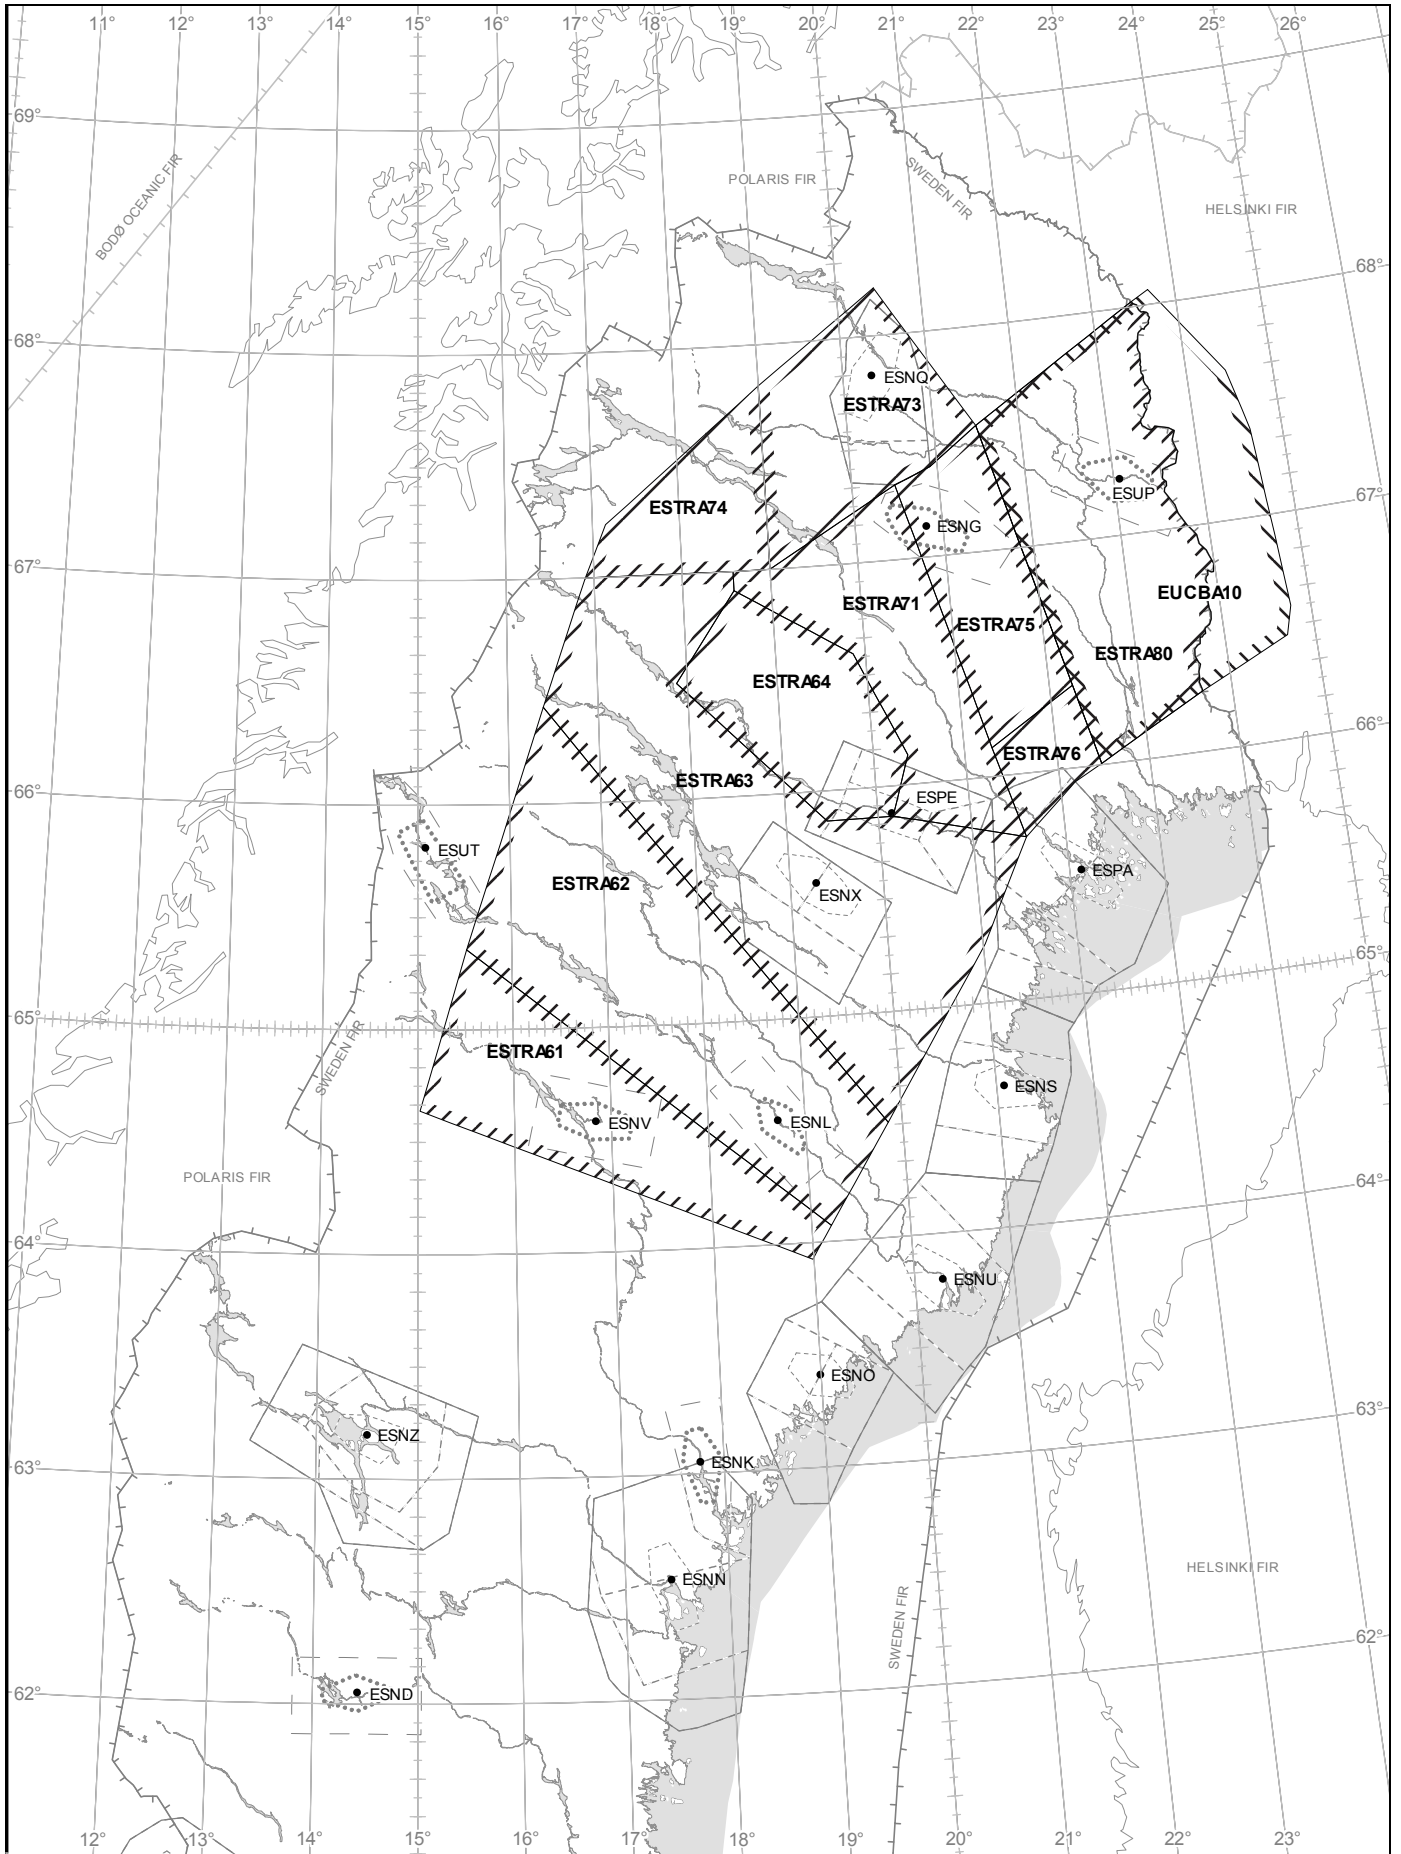 11° 12° 13° 14° 15° 16° 17° 18° 19° 20° 21° 22° 23° 24° 25° 26°
69°
BODØ OCEANIC FIR
POLARIS FIR
SWEDEN FIR
HELSINKI FIR
68°
68°
ESNQ
ESTRA73
67°
ESUP
ESTRA74
ESNG
67°
EUCBA10
ESTRA71
ESTRA75
ESTRA80
ESTRA64
66°
ESTRA76
ESTRA63
66°
ESPE
ESUT
ESPA
ESTRA62
ESNX
65°
65°
ESTRA61
SWEDEN FIR
ESNS
ESNV
ESNL
POLARIS FIR
64°
64°
ESNU
ESNO
63°
ESNZ
ESNK
63°
HELSINKI FIR
ESNN
SWEDEN FIR
62°
62°
ESND
12° 13° 14° 15° 16° 17° 18° 19° 20° 21° 22° 23°